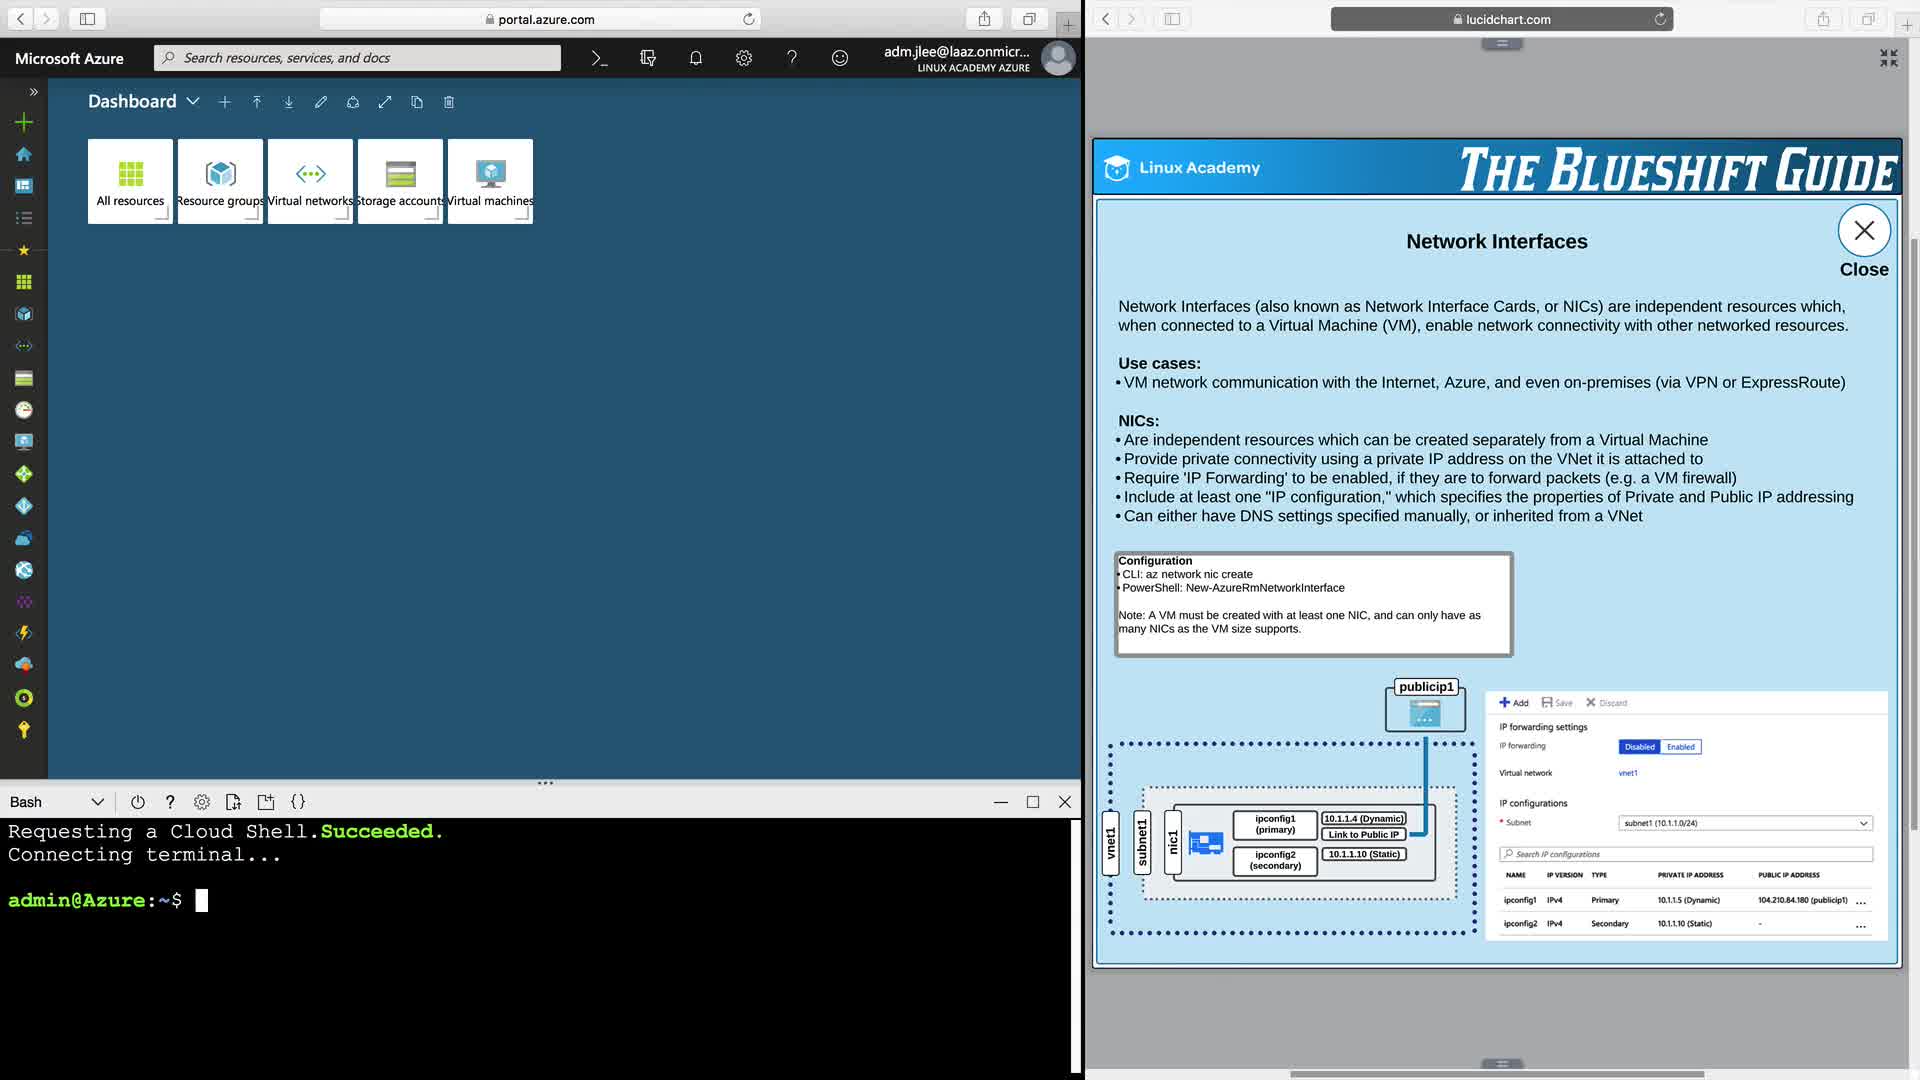 portal.azure.com
Microsoft Azure
Search resources, services, and docs
adm.jlee@laaz.onmicr...
LINUX ACADEMY AZURE
Dashboard
All resources
Resource groups
Virtual networks
Storage accounts
Virtual machines
Bash
Requesting a Cloud Shell.Succeeded.
Connecting terminal...
admin@Azure:~$
lucidchart.com
Linux Academy
THE BLUESHIFT GUIDE
Network Interfaces
Close
Network Interfaces (also known as Network Interface Cards, or NICs) are independent resources which,
when connected to a Virtual Machine (VM), enable network connectivity with other networked resources.
Use cases:
• VM network communication with the Internet, Azure, and even on-premises (via VPN or ExpressRoute)
NICs:
• Are independent resources which can be created separately from a Virtual Machine
• Provide private connectivity using a private IP address on the VNet it is attached to
• Require 'IP Forwarding' to be enabled, if they are to forward packets (e.g. a VM firewall)
• Include at least one "IP configuration," which specifies the properties of Private and Public IP addressing
• Can either have DNS settings specified manually, or inherited from a VNet
Configuration
• CLI: az network nic create
• PowerShell: New-AzureRmNetworkInterface
Note: A VM must be created with at least one NIC, and can only have as
many NICs as the VM size supports.
publicip1
vnet1
subnet1
nic1
ipconfig1
(primary)
10.1.1.4 (Dynamic)
Link to Public IP
ipconfig2
(secondary)
10.1.1.10 (Static)
Add Save Discard
IP forwarding settings
IP forwarding Disabled Enabled
Virtual network vnet1
IP configurations
* Subnet subnet1 (10.1.1.0/24)
Search IP configurations
NAME IP VERSION TYPE PRIVATE IP ADDRESS PUBLIC IP ADDRESS
ipconfig1 IPv4 Primary 10.1.1.5 (Dynamic) 104.210.84.180 (publicip1) ...
ipconfig2 IPv4 Secondary 10.1.1.10 (Static) - ...